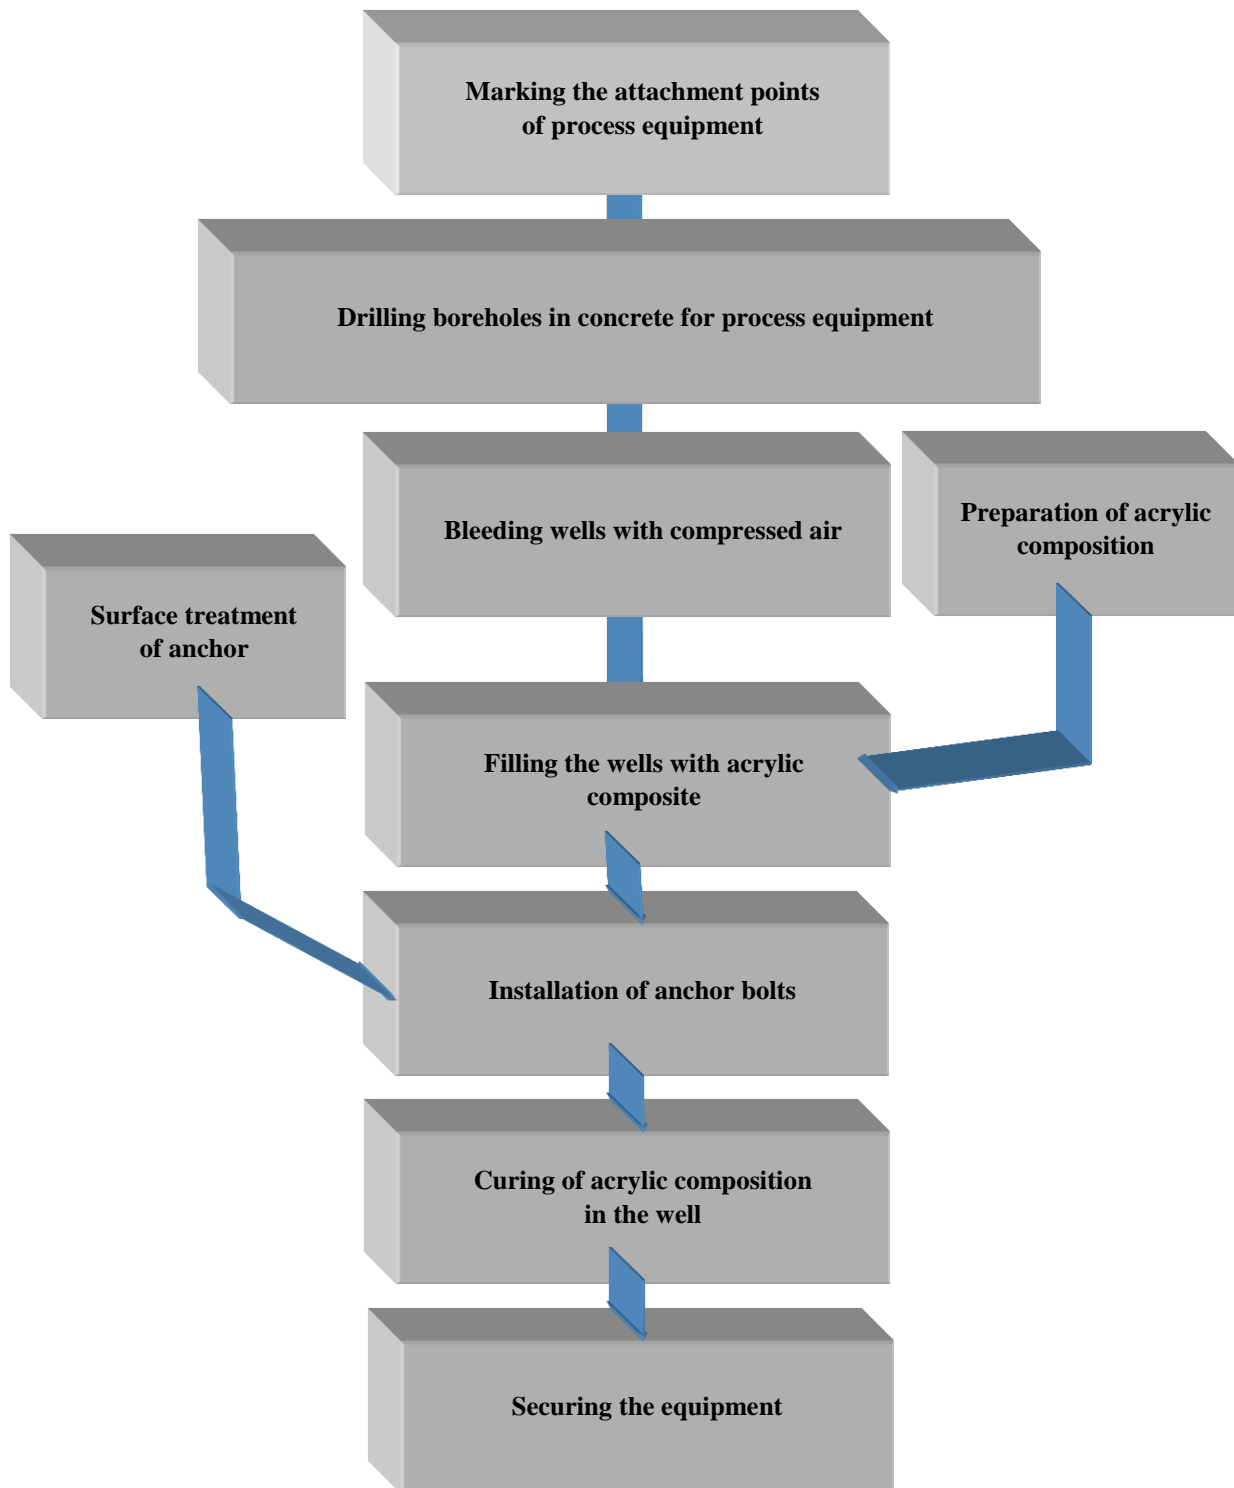 Marking the attachment points
of process equipment
Drilling boreholes in concrete for process equipment
Bleeding wells with compressed air
Preparation of acrylic
composition
Surface treatment
of anchor
Filling the wells with acrylic
composite
Installation of anchor bolts
Curing of acrylic composition
in the well
Securing the equipment